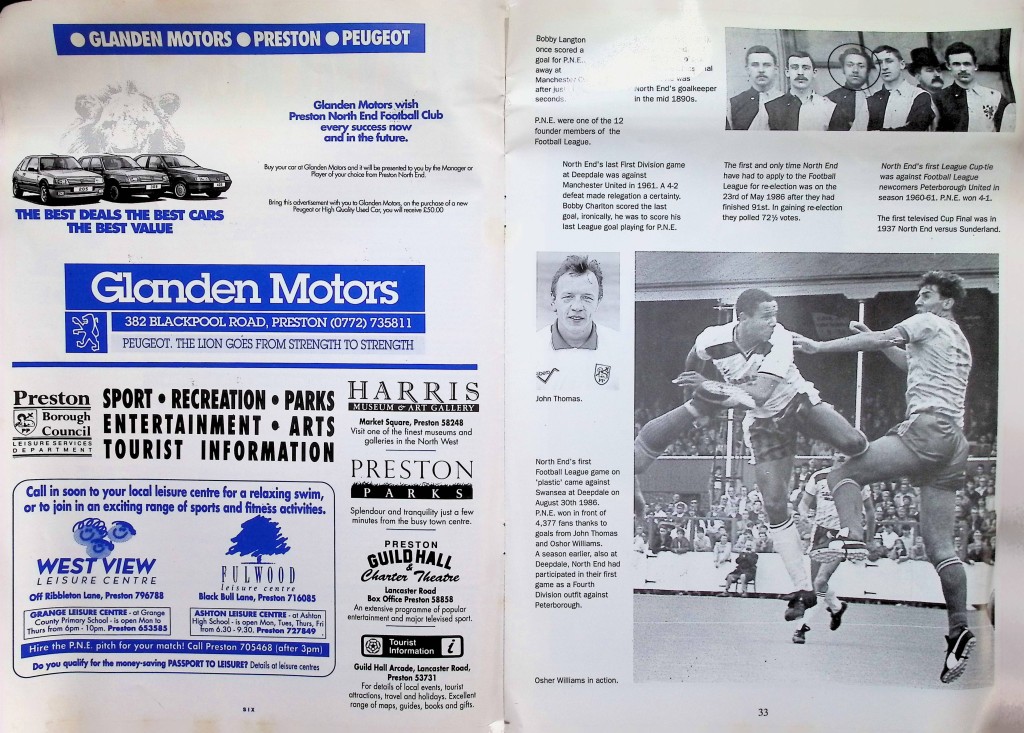 ● GLANDEN MOTORS ● PRESTON ● PEUGEOT
Glanden Motors wish
Preston North End Football Club
every success now
and in the future.
Buy your car at Glanden Motors and it will be presented to you by the Manager or
Player of your choice from Preston North End.
Bring this advertisement with you to Glanden Motors, on the purchase of a new
Peugeot or High Quality Used Car, you will receive £50.00
THE BEST DEALS THE BEST CARS
THE BEST VALUE
Glanden Motors
382 BLACKPOOL ROAD, PRESTON (0772) 735811
PEUGEOT. THE LION GOES FROM STRENGTH TO STRENGTH
Preston
Borough
Council
LEISURE SERVICES
DEPARTMENT
SPORT • RECREATION • PARKS
ENTERTAINMENT • ARTS
TOURIST INFORMATION
Call in soon to your local leisure centre for a relaxing swim,
or to join in an exciting range of sports and fitness activities.
WEST VIEW
LEISURE CENTRE
Off Ribbleton Lane, Preston 796788
FULWOOD
leisure centre
Black Bull Lane, Preston 716085
GRANGE LEISURE CENTRE - at Grange
County Primary School - is open Mon to
Thurs from 6pm - 10pm. Preston 653585
ASHTON LEISURE CENTRE - at Ashton
High School - is open Mon, Tues, Thurs, Fri
from 6.30 - 9.30. Preston 727849
Hire the P.N.E. pitch for your match! Call Preston 705468 (after 3pm)
Do you qualify for the money-saving PASSPORT TO LEISURE? Details at leisure centres
HARRIS
MUSEUM & ART GALLERY
Market Square, Preston 58248
Visit one of the finest museums and
galleries in the North West
PRESTON
PARKS
Splendour and tranquility just a few
minutes from the busy town centre.
PRESTON
GUILD HALL
& Charter Theatre
Lancaster Road
Box Office Preston 58858
An extensive programme of popular
entertainment and major televised sport.
Tourist
Information i
Guild Hall Arcade, Lancaster Road,
Preston 53731
For details of local events, tourist
attractions, travel and holidays. Excellent
range of maps, guides, books and gifts.
SIX
Bobby Langton
once scored a
goal for P.N.E.
away at
Manchester
after
seconds.
was
North End's goalkeeper
in the mid 1890s.
P.N.E. were one of the 12
founder members of the
Football League.
North End's last First Division game
at Deepdale was against
Manchester United in 1961. A 4-2
defeat made relegation a certainty.
Bobby Charlton scored the last
goal, ironically, he was to score his
last League goal playing for P.N.E.
The first and only time North End
have had to apply to the Football
League for re-election was on the
23rd of May 1986 after they had
finished 91st. In gaining re-election
they polled 72½ votes.
North End's first League Cup-tie
was against Football League
newcomers Peterborough United in
season 1960-61. P.N.E. won 4-1.
The first televised Cup Final was in
1937 North End versus Sunderland.
John Thomas.
North End's first
Football League game on
'plastic' came against
Swansea at Deepdale on
August 30th 1986.
P.N.E. won in front of
4,377 fans thanks to
goals from John Thomas
and Oshor Williams.
A season earlier, also at
Deepdale, North End had
participated in their first
game as a Fourth
Division outfit against
Peterborough.
Osher Williams in action.
33